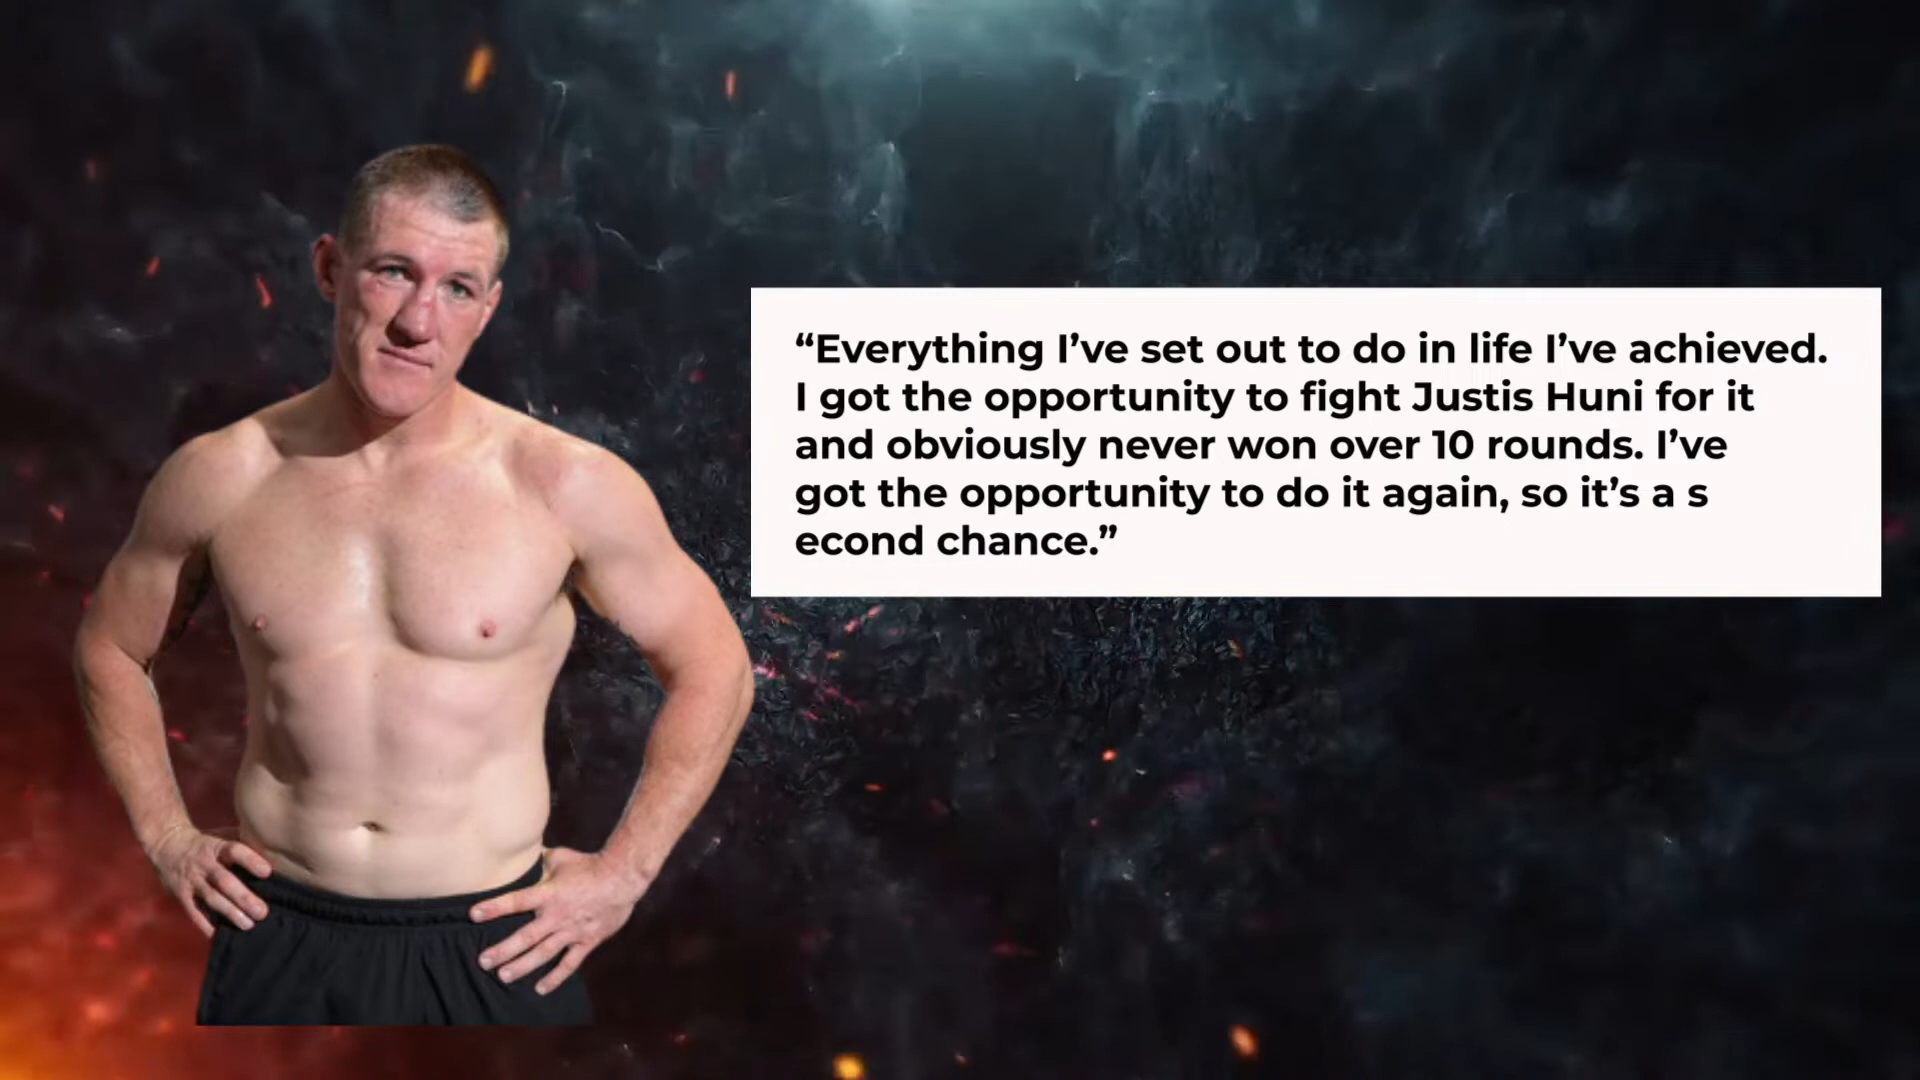 “Everything I’ve set out to do in life I’ve achieved.
I got the opportunity to fight Justis Huni for it
and obviously never won over 10 rounds. I’ve
got the opportunity to do it again, so it’s a s
econd chance.”